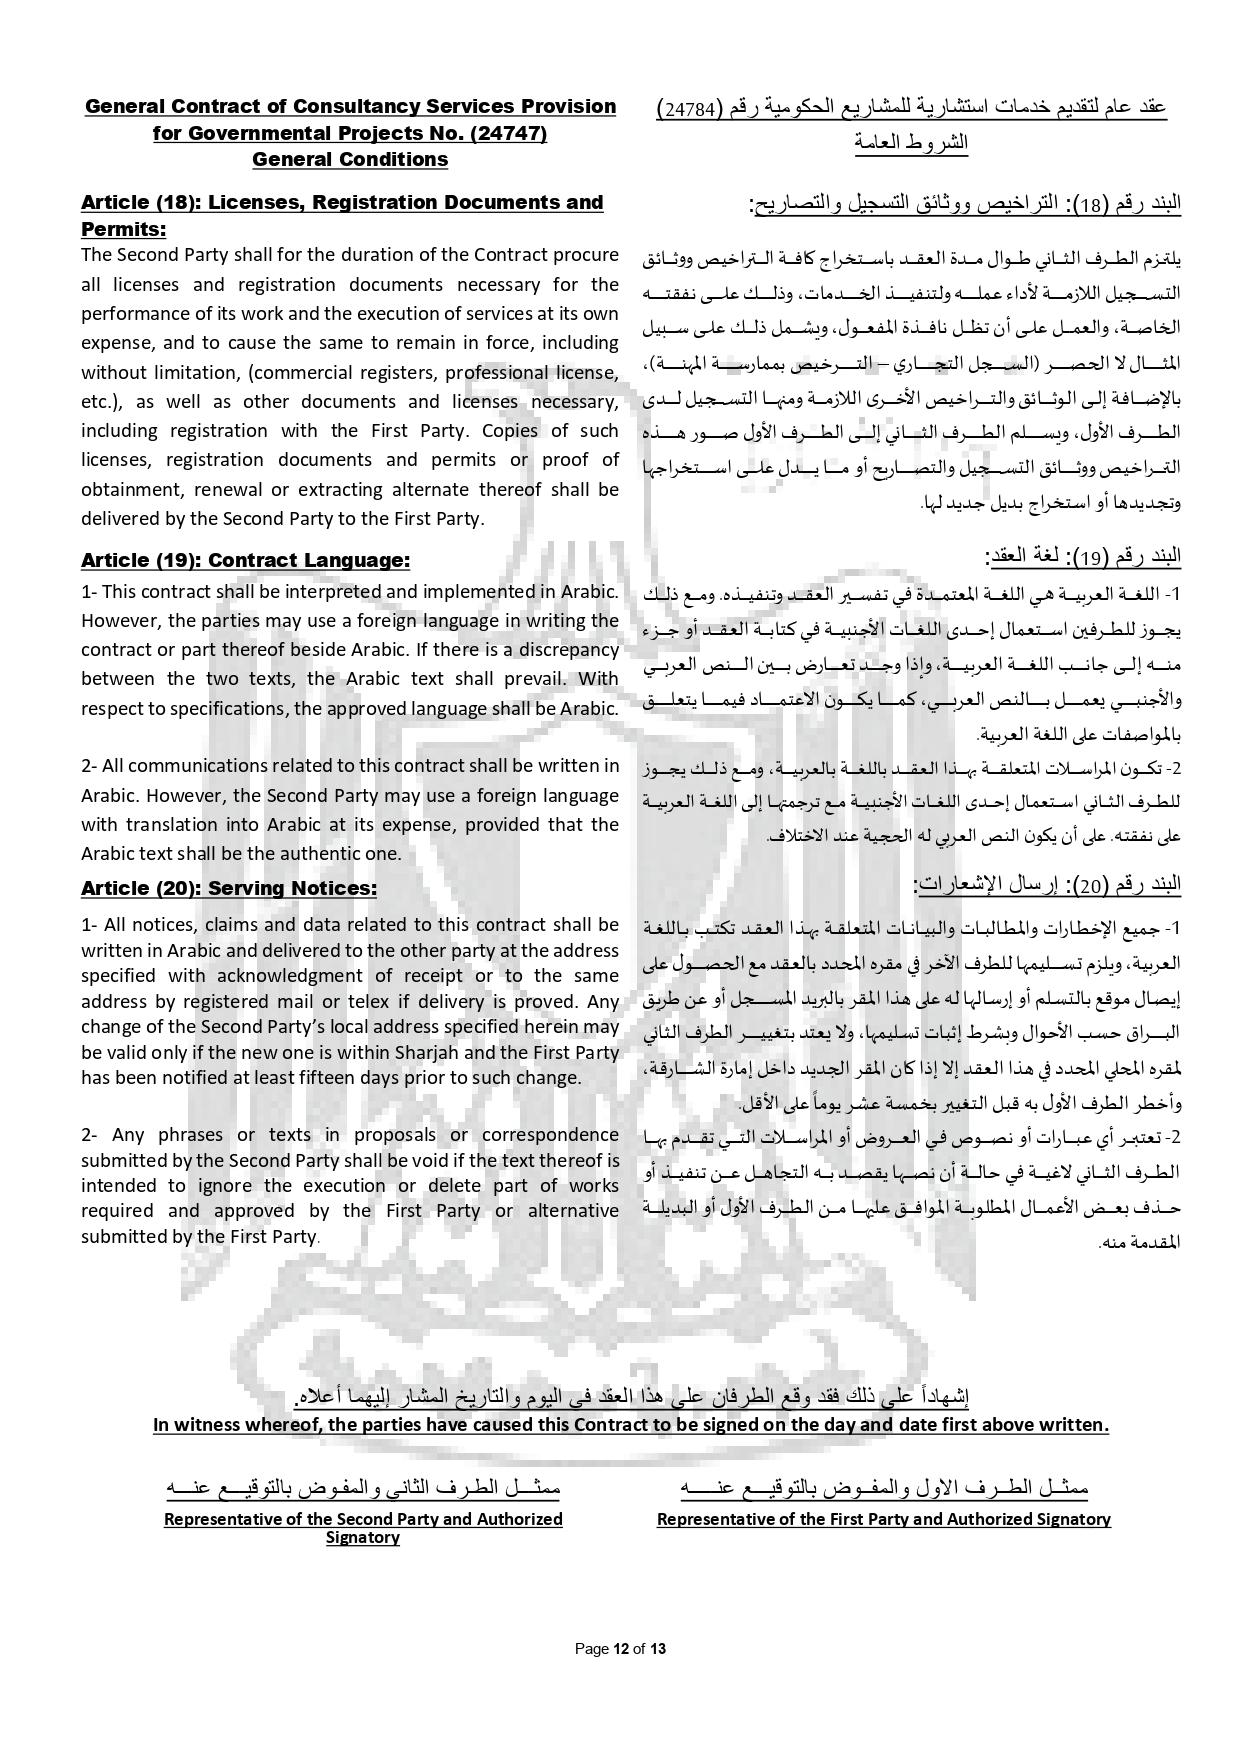 General Contract of Consultancy Services Provision
for Governmental Projects No. (24747)
General Conditions
عقد عام لتقديم خدمات استشارية للمشاريع الحكومية رقم (24784)
الشروط العامة
Article (18): Licenses, Registration Documents and
Permits:
The Second Party shall for the duration of the Contract procure
all licenses and registration documents necessary for the
performance of its work and the execution of services at its own
expense, and to cause the same to remain in force, including
without limitation, (commercial registers, professional license,
etc.), as well as other documents and licenses necessary,
including registration with the First Party. Copies of such
licenses, registration documents and permits or proof of
obtainment, renewal or extracting alternate thereof shall be
delivered by the Second Party to the First Party.
البند رقم (18): التراخيص ووثائق التسجيل والتصاريح:
يلتزم الطرف الثاني طوال مدة العقد باستخراج كافة التراخيص ووثائق
التسجيل اللازمة لأداء عمله ولتنفيذ الخدمات، وذلك على نفقته
الخاصة، والعمل على أن تظل نافذة المفعول، ويشمل ذلك على سبيل
المثال لا الحصر (السجل التجاري – الترخيص بممارسة المهنة)،
بالإضافة إلى الوثائق والتراخيص الأخرى اللازمة ومنها التسجيل لدى
الطرف الأول، ويسلم الطرف الثاني إلى الطرف الأول صور هذه
التراخيص ووثائق التسجيل والتصاريح أو ما يدل على استخراجها
وتجديدها أو استخراج بديل جديد لها.
Article (19): Contract Language:
1- This contract shall be interpreted and implemented in Arabic.
However, the parties may use a foreign language in writing the
contract or part thereof beside Arabic. If there is a discrepancy
between the two texts, the Arabic text shall prevail. With
respect to specifications, the approved language shall be Arabic.
2- All communications related to this contract shall be written in
Arabic. However, the Second Party may use a foreign language
with translation into Arabic at its expense, provided that the
Arabic text shall be the authentic one.
البند رقم (19): لغة العقد:
1- اللغة العربية هي اللغة المعتمدة في تفسير العقد وتنفيذه. ومع ذلك
يجوز للطرفين استعمال إحدى اللغات الأجنبية في كتابة العقد أو جزء
منه إلى جانب اللغة العربية، وإذا وجد تعارض بين النص العربي
والأجنبي يعمل بالنص العربي، كما يكون الاعتماد فيما يتعلق
بالمواصفات على اللغة العربية.
2- تكون المراسلات المتعلقة بهذا العقد باللغة بالعربية، ومع ذلك يجوز
للطرف الثاني استعمال إحدى اللغات الأجنبية مع ترجمتها إلى اللغة العربية
على نفقته. على أن يكون النص العربي له الحجية عند الاختلاف.
Article (20): Serving Notices:
1- All notices, claims and data related to this contract shall be
written in Arabic and delivered to the other party at the address
specified with acknowledgment of receipt or to the same
address by registered mail or telex if delivery is proved. Any
change of the Second Party’s local address specified herein may
be valid only if the new one is within Sharjah and the First Party
has been notified at least fifteen days prior to such change.
2- Any phrases or texts in proposals or correspondence
submitted by the Second Party shall be void if the text thereof is
intended to ignore the execution or delete part of works
required and approved by the First Party or alternative
submitted by the First Party.
البند رقم (20): إرسال الإشعارات:
1- جميع الإخطارات والمطالبات والبيانات المتعلقة بهذا العقد تكتب باللغة
العربية، ويلزم تسليمها للطرف الآخر في مقره المحدد بالعقد مع الحصول على
إيصال موقع بالتسلم أو إرسالها له على هذا المقر بالبريد المسجل أو عن طريق
البراق حسب الأحوال وبشرط إثبات تسليمها، ولا يعتد بتغيير الطرف الثاني
لمقره المحلي المحدد في هذا العقد إلا إذا كان المقر الجديد داخل إمارة الشارقة،
وأخطر الطرف الأول به قبل التغيير بخمسة عشر يوماً على الأقل.
2- تعتبر أي عبارات أو نصوص في العروض أو المراسلات التي تقدم بها
الطرف الثاني لاغية في حالة أن نصها يقصد به التجاهل عن تنفيذ أو
حذف بعض الأعمال المطلوبة الموافق عليها من الطرف الأول أو البديلة
المقدمة منه.
إشهاداً على ذلك فقد وقع الطرفان على هذا العقد في اليوم والتاريخ المشار إليهما أعلاه.
In witness whereof, the parties have caused this Contract to be signed on the day and date first above written.
ممثل الطرف الثاني والمفوض بالتوقيع عنه
Representative of the Second Party and Authorized
Signatory
ممثل الطرف الاول والمفوض بالتوقيع عنه
Representative of the First Party and Authorized Signatory
Page 12 of 13